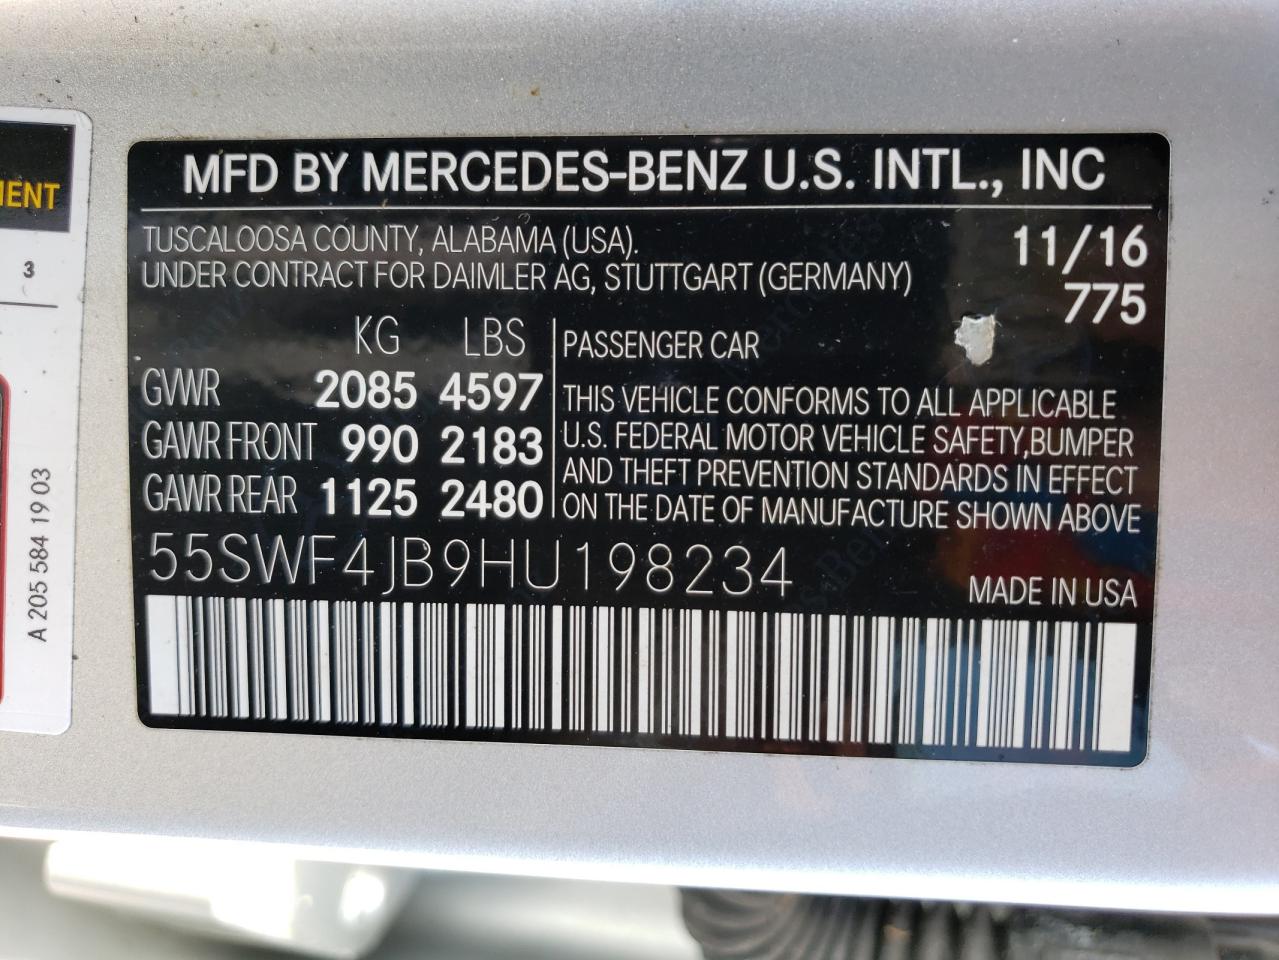 MFD BY MERCEDES-BENZ U.S. INTL., INC
TUSCALOOSA COUNTY, ALABAMA (USA).
UNDER CONTRACT FOR DAIMLER AG, STUTTGART (GERMANY)
11/16
775
KG LBS
GVWR 2085 4597
GAWR FRONT 990 2183
GAWR REAR 1125 2480
PASSENGER CAR
THIS VEHICLE CONFORMS TO ALL APPLICABLE
U.S. FEDERAL MOTOR VEHICLE SAFETY,BUMPER
AND THEFT PREVENTION STANDARDS IN EFFECT
ON THE DATE OF MANUFACTURE SHOWN ABOVE
55SWF4JB9HU198234
MADE IN USA
3
A 205 584 19 03